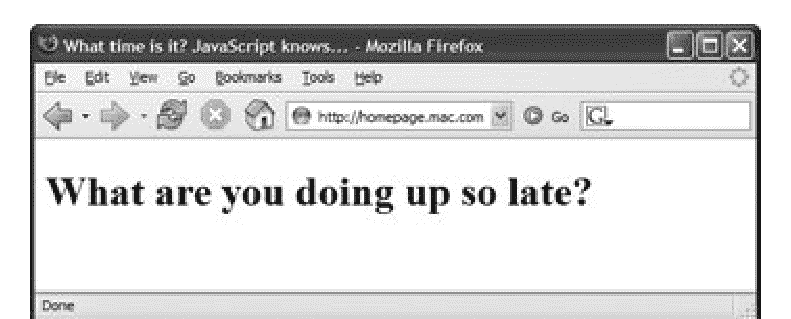 What time is it? JavaScript knows... - Mozilla Firefox
File Edit View Go Bookmarks Tools Help
http://homepage.mac.com Go G
What are you doing up so late?
Done